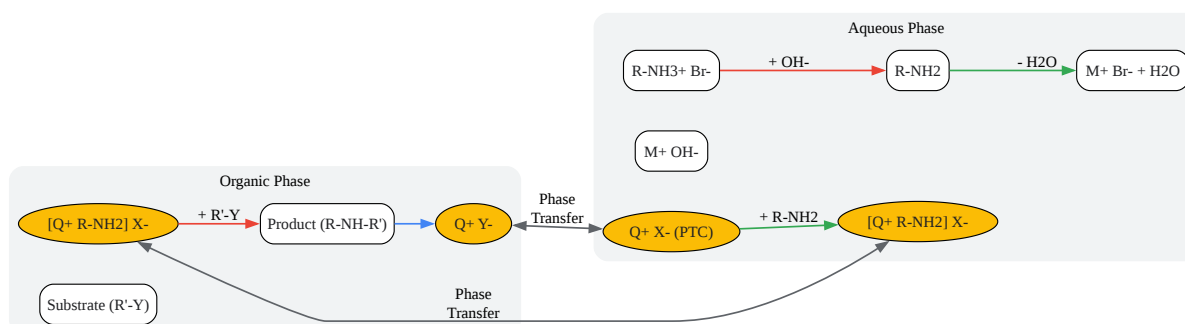 Aqueous Phase
R-NH3+ Br-
+ OH-
R-NH2
- H2O
M+ Br- + H2O
M+ OH-
Organic Phase
[Q+ R-NH2] X-
+ R'-Y
Product (R-NH-R')
Q+ Y-
Phase
Transfer
Q+ X- (PTC)
+ R-NH2
[Q+ R-NH2] X-
Substrate (R'-Y)
Phase
Transfer